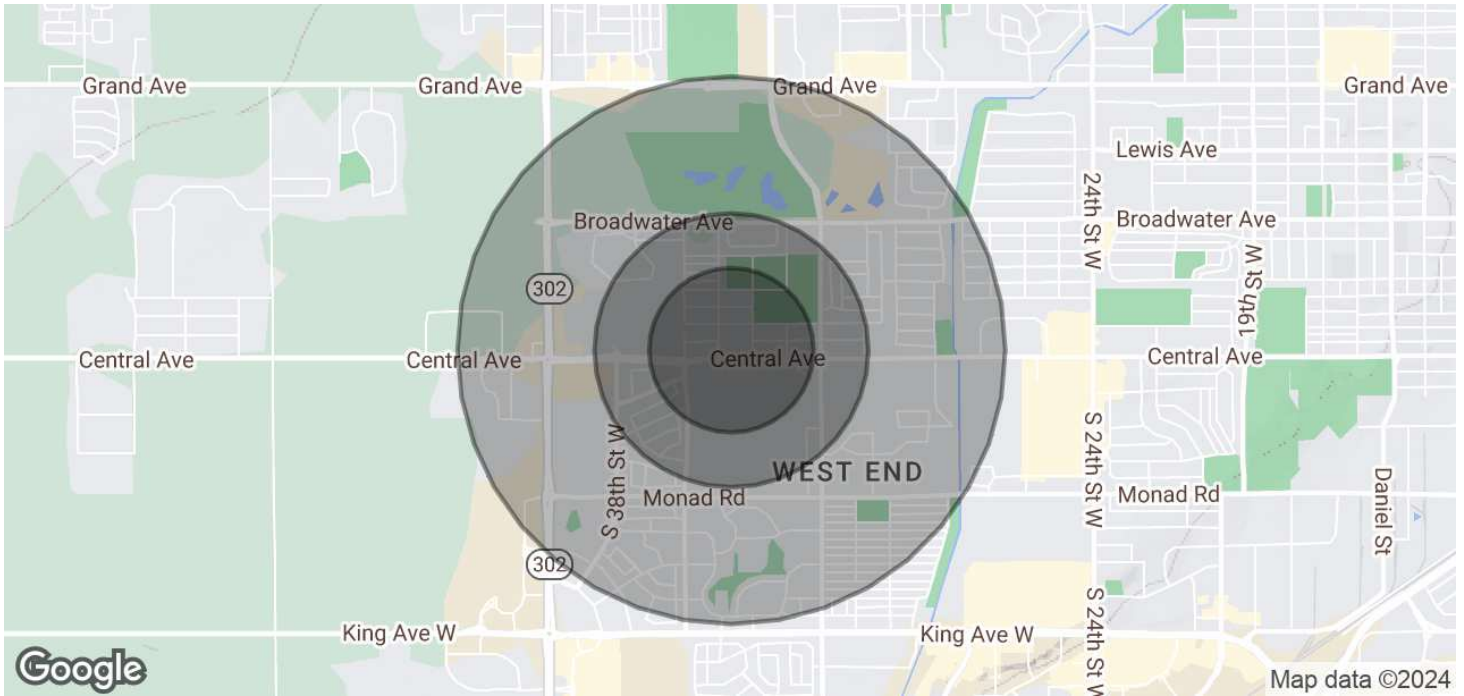 Grand Ave
Grand Ave
Grand Ave
Grand Ave
Lewis Ave
24th St W
Broadwater Ave
Broadwater Ave
19th St W
302
Central Ave
Central Ave
Central Ave
Central Ave
S 24th St W
S 38th St W
WEST END
Monad Rd
Monad Rd
Daniel St
302
S 24th St W
King Ave W
King Ave W
Google
Map data ©2024